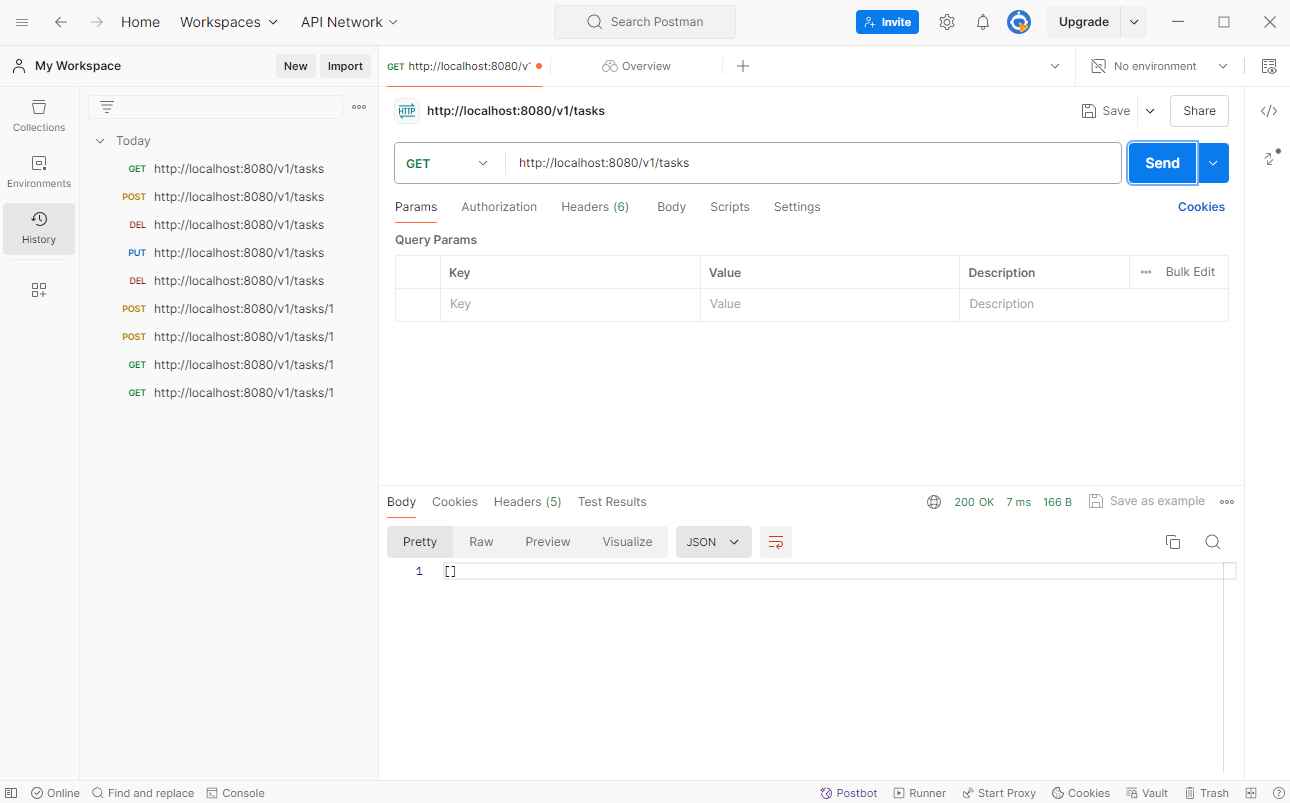 Home Workspaces API Network Search Postman Invite Upgrade
My Workspace New Import GET http://localhost:8080/v1 Overview No environment
Collections
Environments
History
Today
GET http://localhost:8080/v1/tasks
POST http://localhost:8080/v1/tasks
DEL http://localhost:8080/v1/tasks
PUT http://localhost:8080/v1/tasks
DEL http://localhost:8080/v1/tasks
POST http://localhost:8080/v1/tasks/1
POST http://localhost:8080/v1/tasks/1
GET http://localhost:8080/v1/tasks/1
GET http://localhost:8080/v1/tasks/1
HTTP http://localhost:8080/v1/tasks Save Share
GET http://localhost:8080/v1/tasks Send
Params Authorization Headers (6) Body Scripts Settings Cookies
Query Params
Key Value Description Bulk Edit
Key Value Description
Body Cookies Headers (5) Test Results 200 OK 7 ms 166 B Save as example
Pretty Raw Preview Visualize JSON
1 []
Online Find and replace Console Postbot Runner Start Proxy Cookies Vault Trash